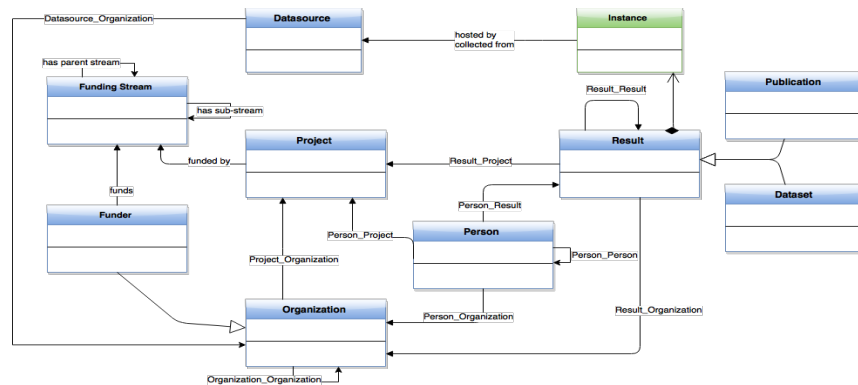 Datasource_Organization
Datasource
Instance
hosted by
collected from
has parent stream
Funding Stream
has sub-stream
Result_Result
Publication
Project
Result
funded by
Result_Project
funds
Dataset
Funder
Person_Result
Person
Person_Project
Person_Person
Project_Organization
Organization
Person_Organization
Result_Organization
Organization_Organization